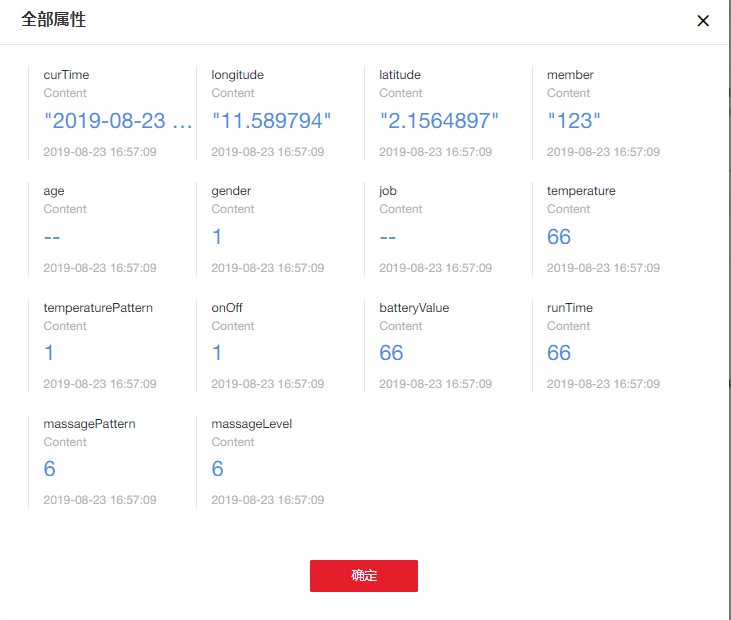 全部属性
curTime longitude latitude member
Content Content Content Content
"2019-08-23 ... "11.589794" "2.1564897" "123"
2019-08-23 16:57:09 2019-08-23 16:57:09 2019-08-23 16:57:09 2019-08-23 16:57:09
age gender job temperature
Content Content Content Content
-- 1 -- 66
2019-08-23 16:57:09 2019-08-23 16:57:09 2019-08-23 16:57:09 2019-08-23 16:57:09
temperaturePattern onOff batteryValue runTime
Content Content Content Content
1 1 66 66
2019-08-23 16:57:09 2019-08-23 16:57:09 2019-08-23 16:57:09 2019-08-23 16:57:09
massagePattern massageLevel
Content Content
6 6
2019-08-23 16:57:09 2019-08-23 16:57:09
确定